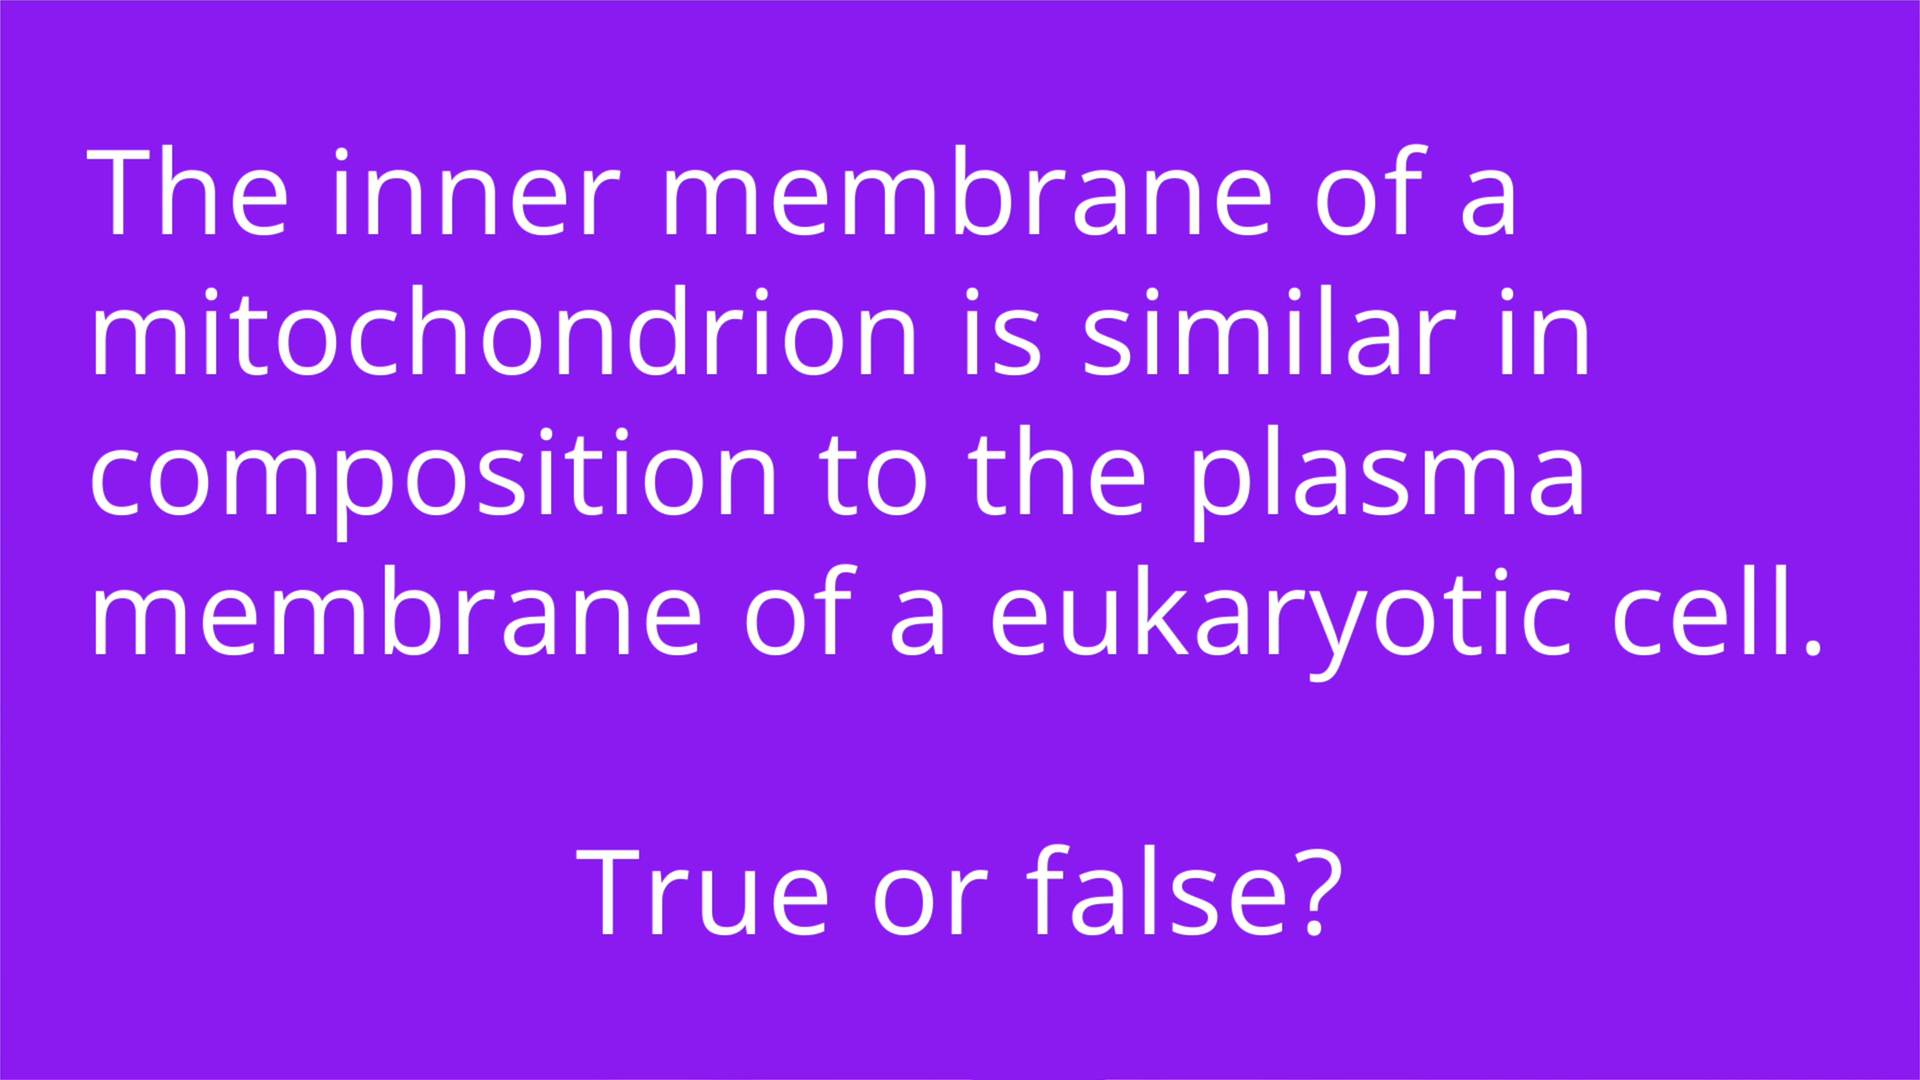 The inner membrane of a
mitochondrion is similar in
composition to the plasma
membrane of a eukaryotic cell.
True or false?